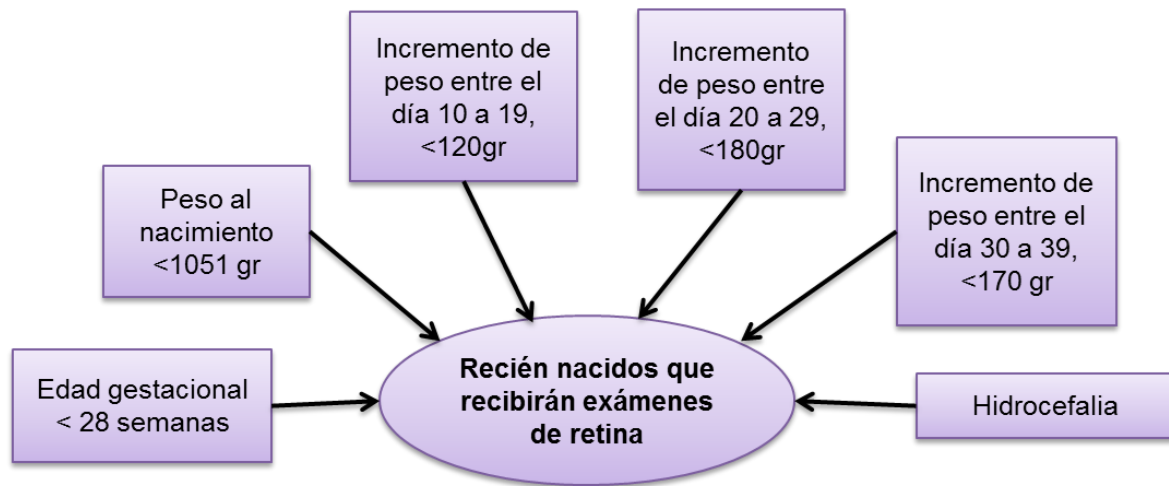 Incremento de
peso entre el
día 10 a 19,
<120gr
Incremento
de peso entre
el día 20 a 29,
<180gr
Peso al
nacimiento
<1051 gr
Incremento de
peso entre el
día 30 a 39,
<170 gr
Edad gestacional
< 28 semanas
Recién nacidos que
recibirán exámenes
de retina
Hidrocefalia